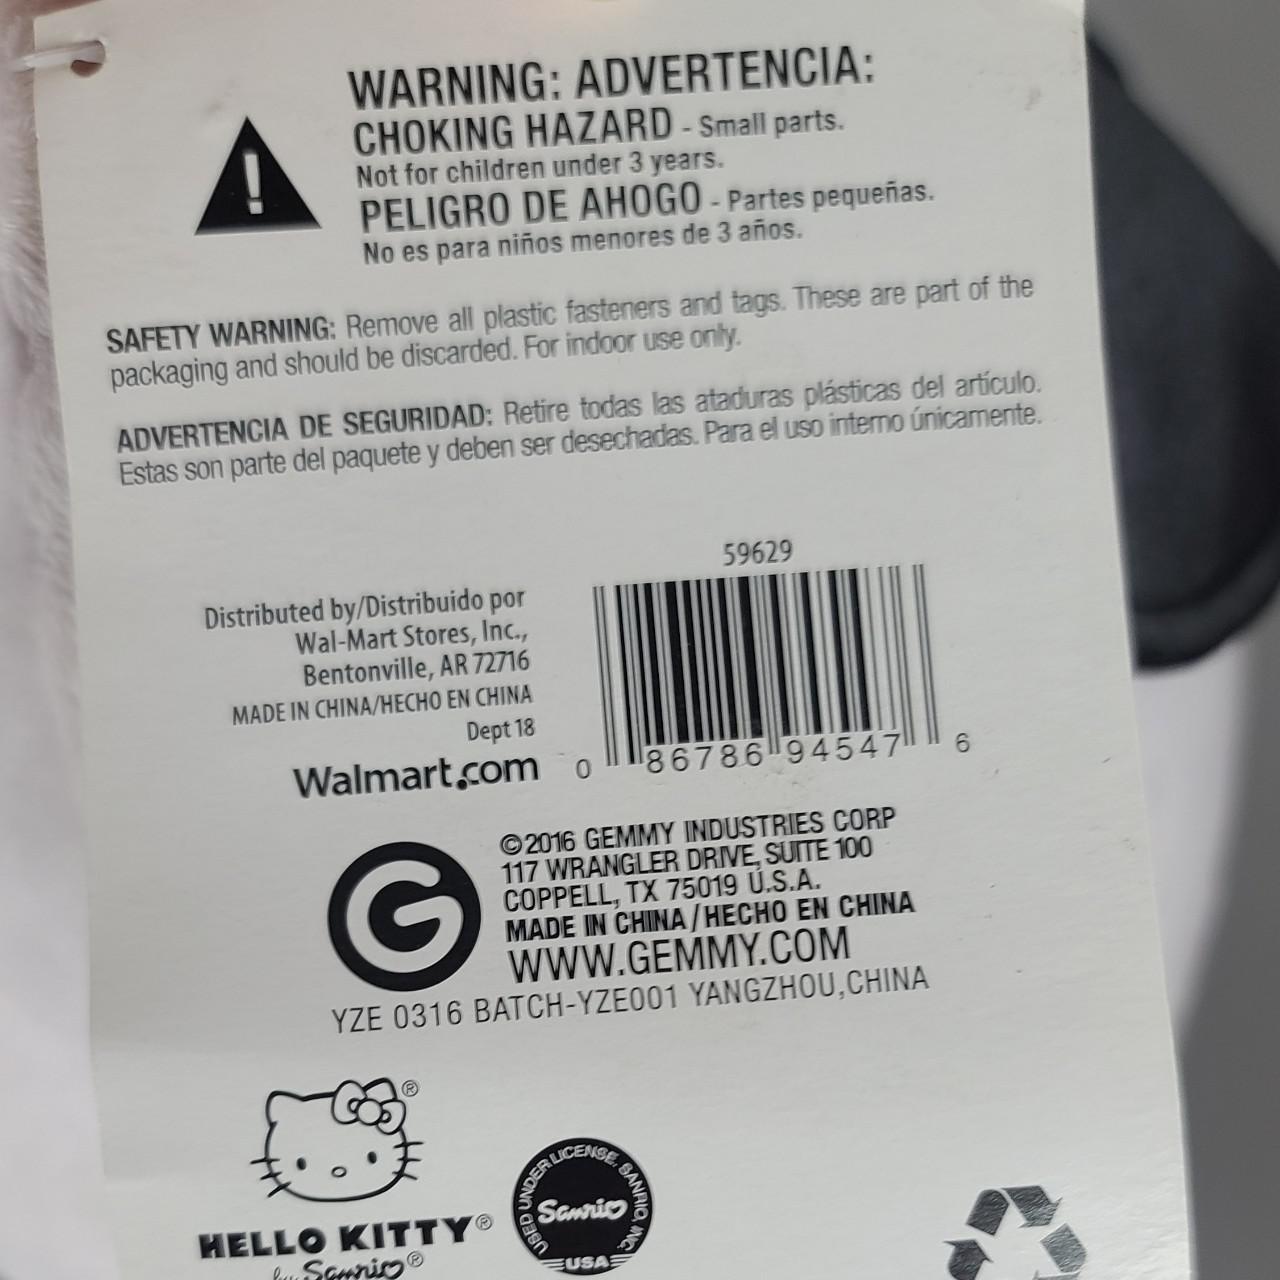 WARNING: ADVERTENCIA:
CHOKING HAZARD - Small parts.
Not for children under 3 years.
PELIGRO DE AHOGO - Partes pequeñas.
No es para niños menores de 3 años.
SAFETY WARNING: Remove all plastic fasteners and tags. These are part of the
packaging and should be discarded. For indoor use only.
ADVERTENCIA DE SEGURIDAD: Retire todas las ataduras plásticas del artículo.
Estas son parte del paquete y deben ser desechadas. Para el uso interno únicamente.
Distributed by/Distribuido por
Wal-Mart Stores, Inc.,
Bentonville, AR 72716
MADE IN CHINA/HECHO EN CHINA
Dept 18
Walmart.com
59629
0 86786 94547 6
©2016 GEMMY INDUSTRIES CORP
117 WRANGLER DRIVE, SUITE 100
COPPELL, TX 75019 U.S.A.
MADE IN CHINA/HECHO EN CHINA
WWW.GEMMY.COM
YZE 0316 BATCH-YZE001 YANGZHOU,CHINA
®
HELLO KITTY®
by Sanrio®
USED UNDER LICENSE, SANRIO, INC.
Sanrio
USA